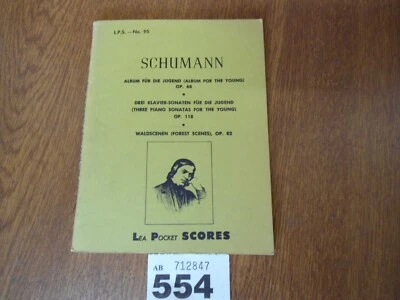 L.P.S. — No. 95
SCHUMANN
ALBUM FÜR DIE JUGEND (ALBUM FOR THE YOUNG)
OP. 68
DREI KLAVIER-SONATEN FÜR DIE JUGEND
(THREE PIANO SONATAS FOR THE YOUNG)
OP. 118
WALDSCENEN (FOREST SCENES), OP. 82
LEA POCKET SCORES
AB 712847
554